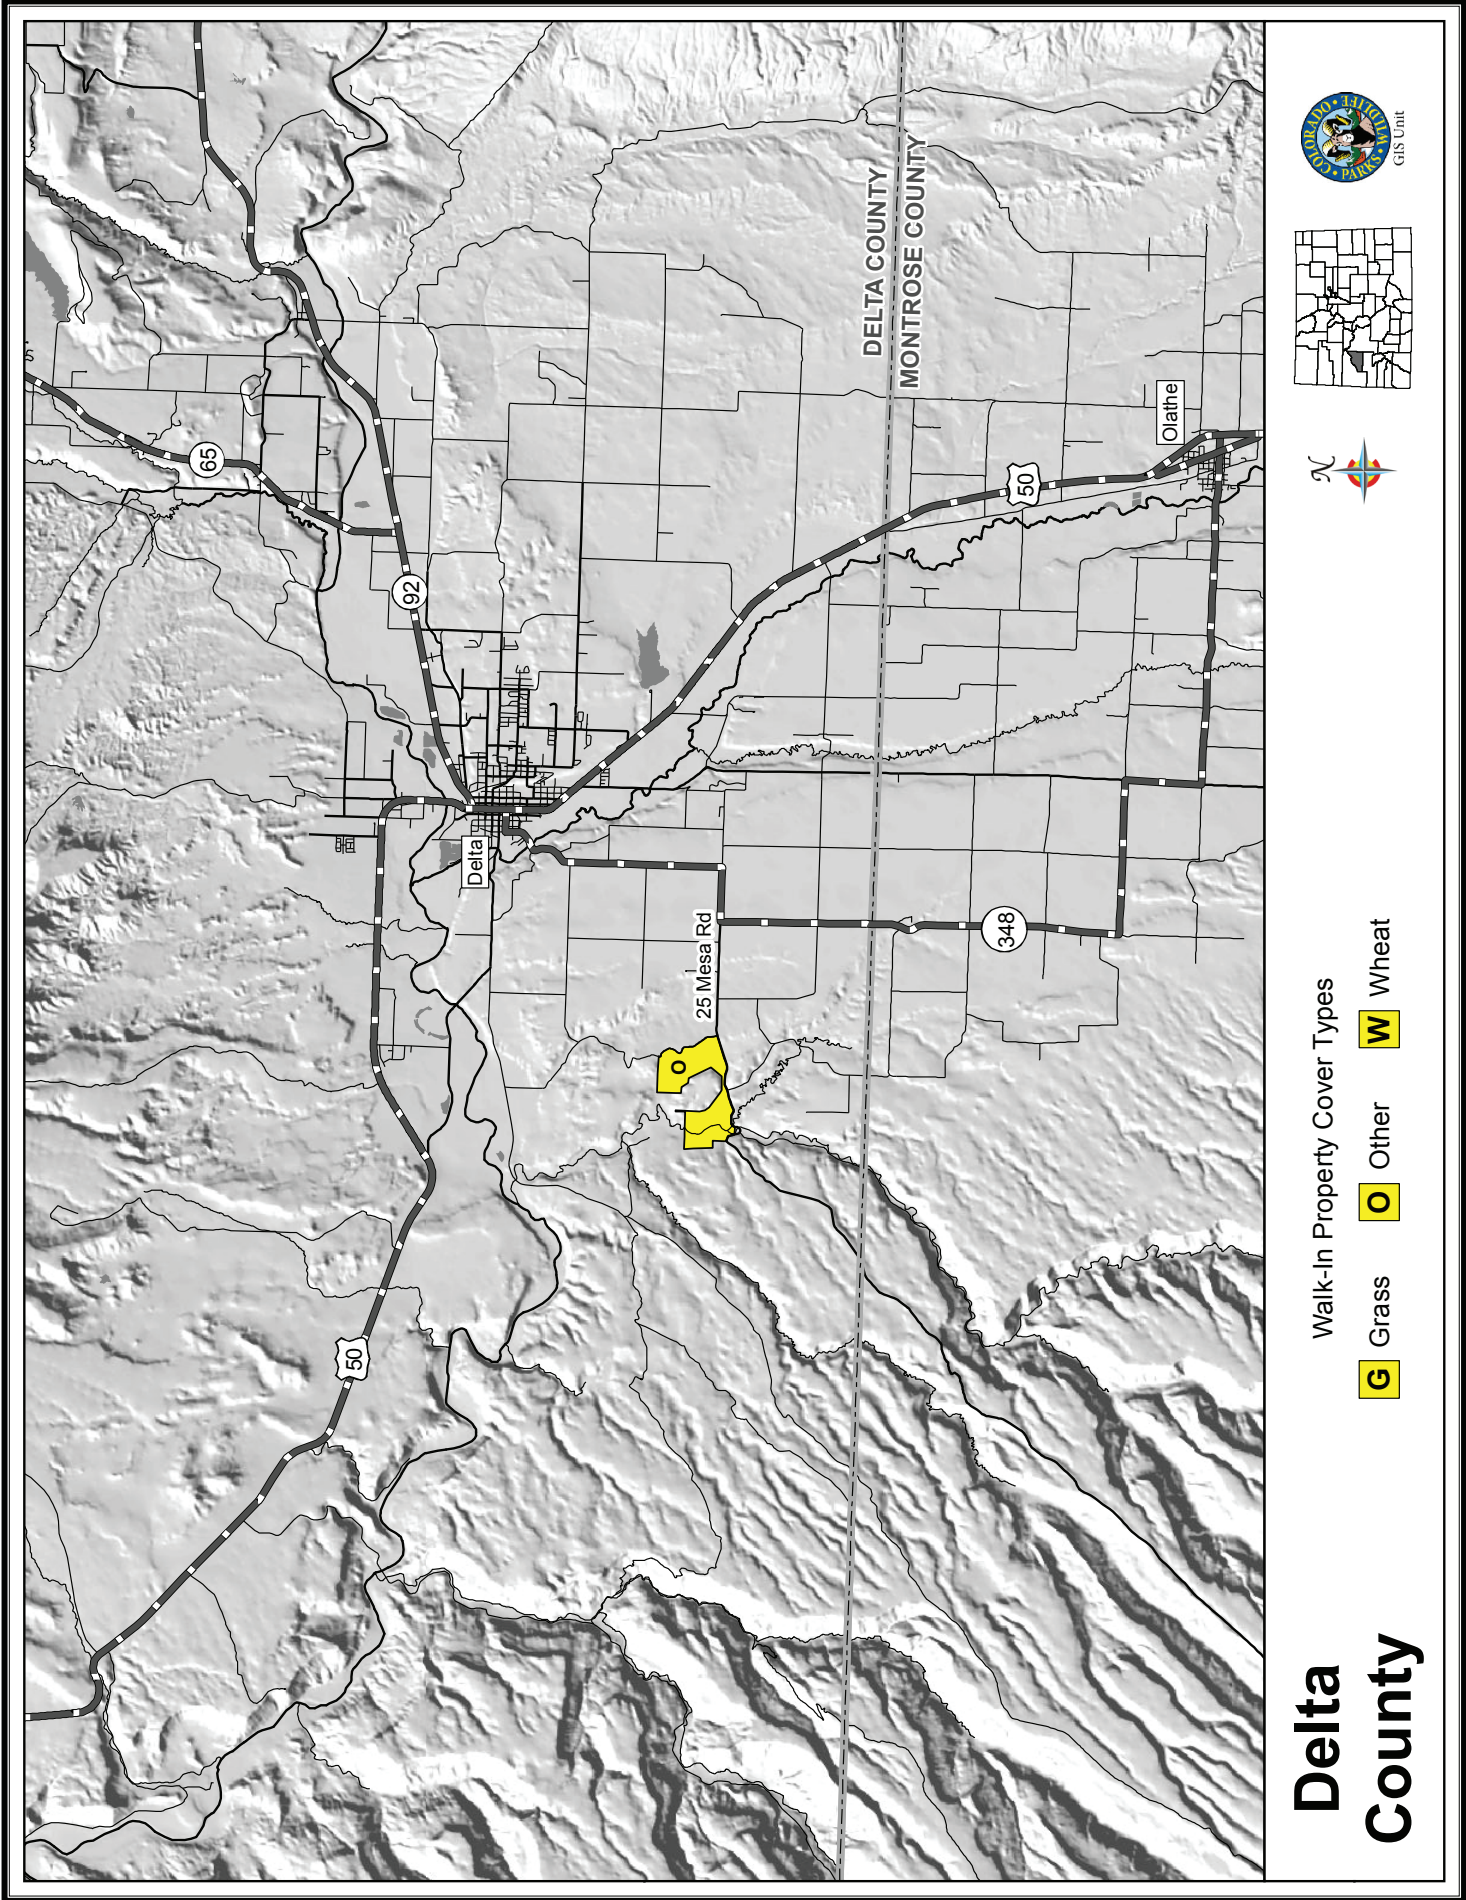 65
92
50
Delta
25 Mesa Rd
348
50
Olathe
DELTA COUNTY
MONTROSE COUNTY
Delta
County
Walk-In Property Cover Types
G Grass
O Other
W Wheat
O
N
COLORADO • PARKS • WILDLIFE •
GIS Unit